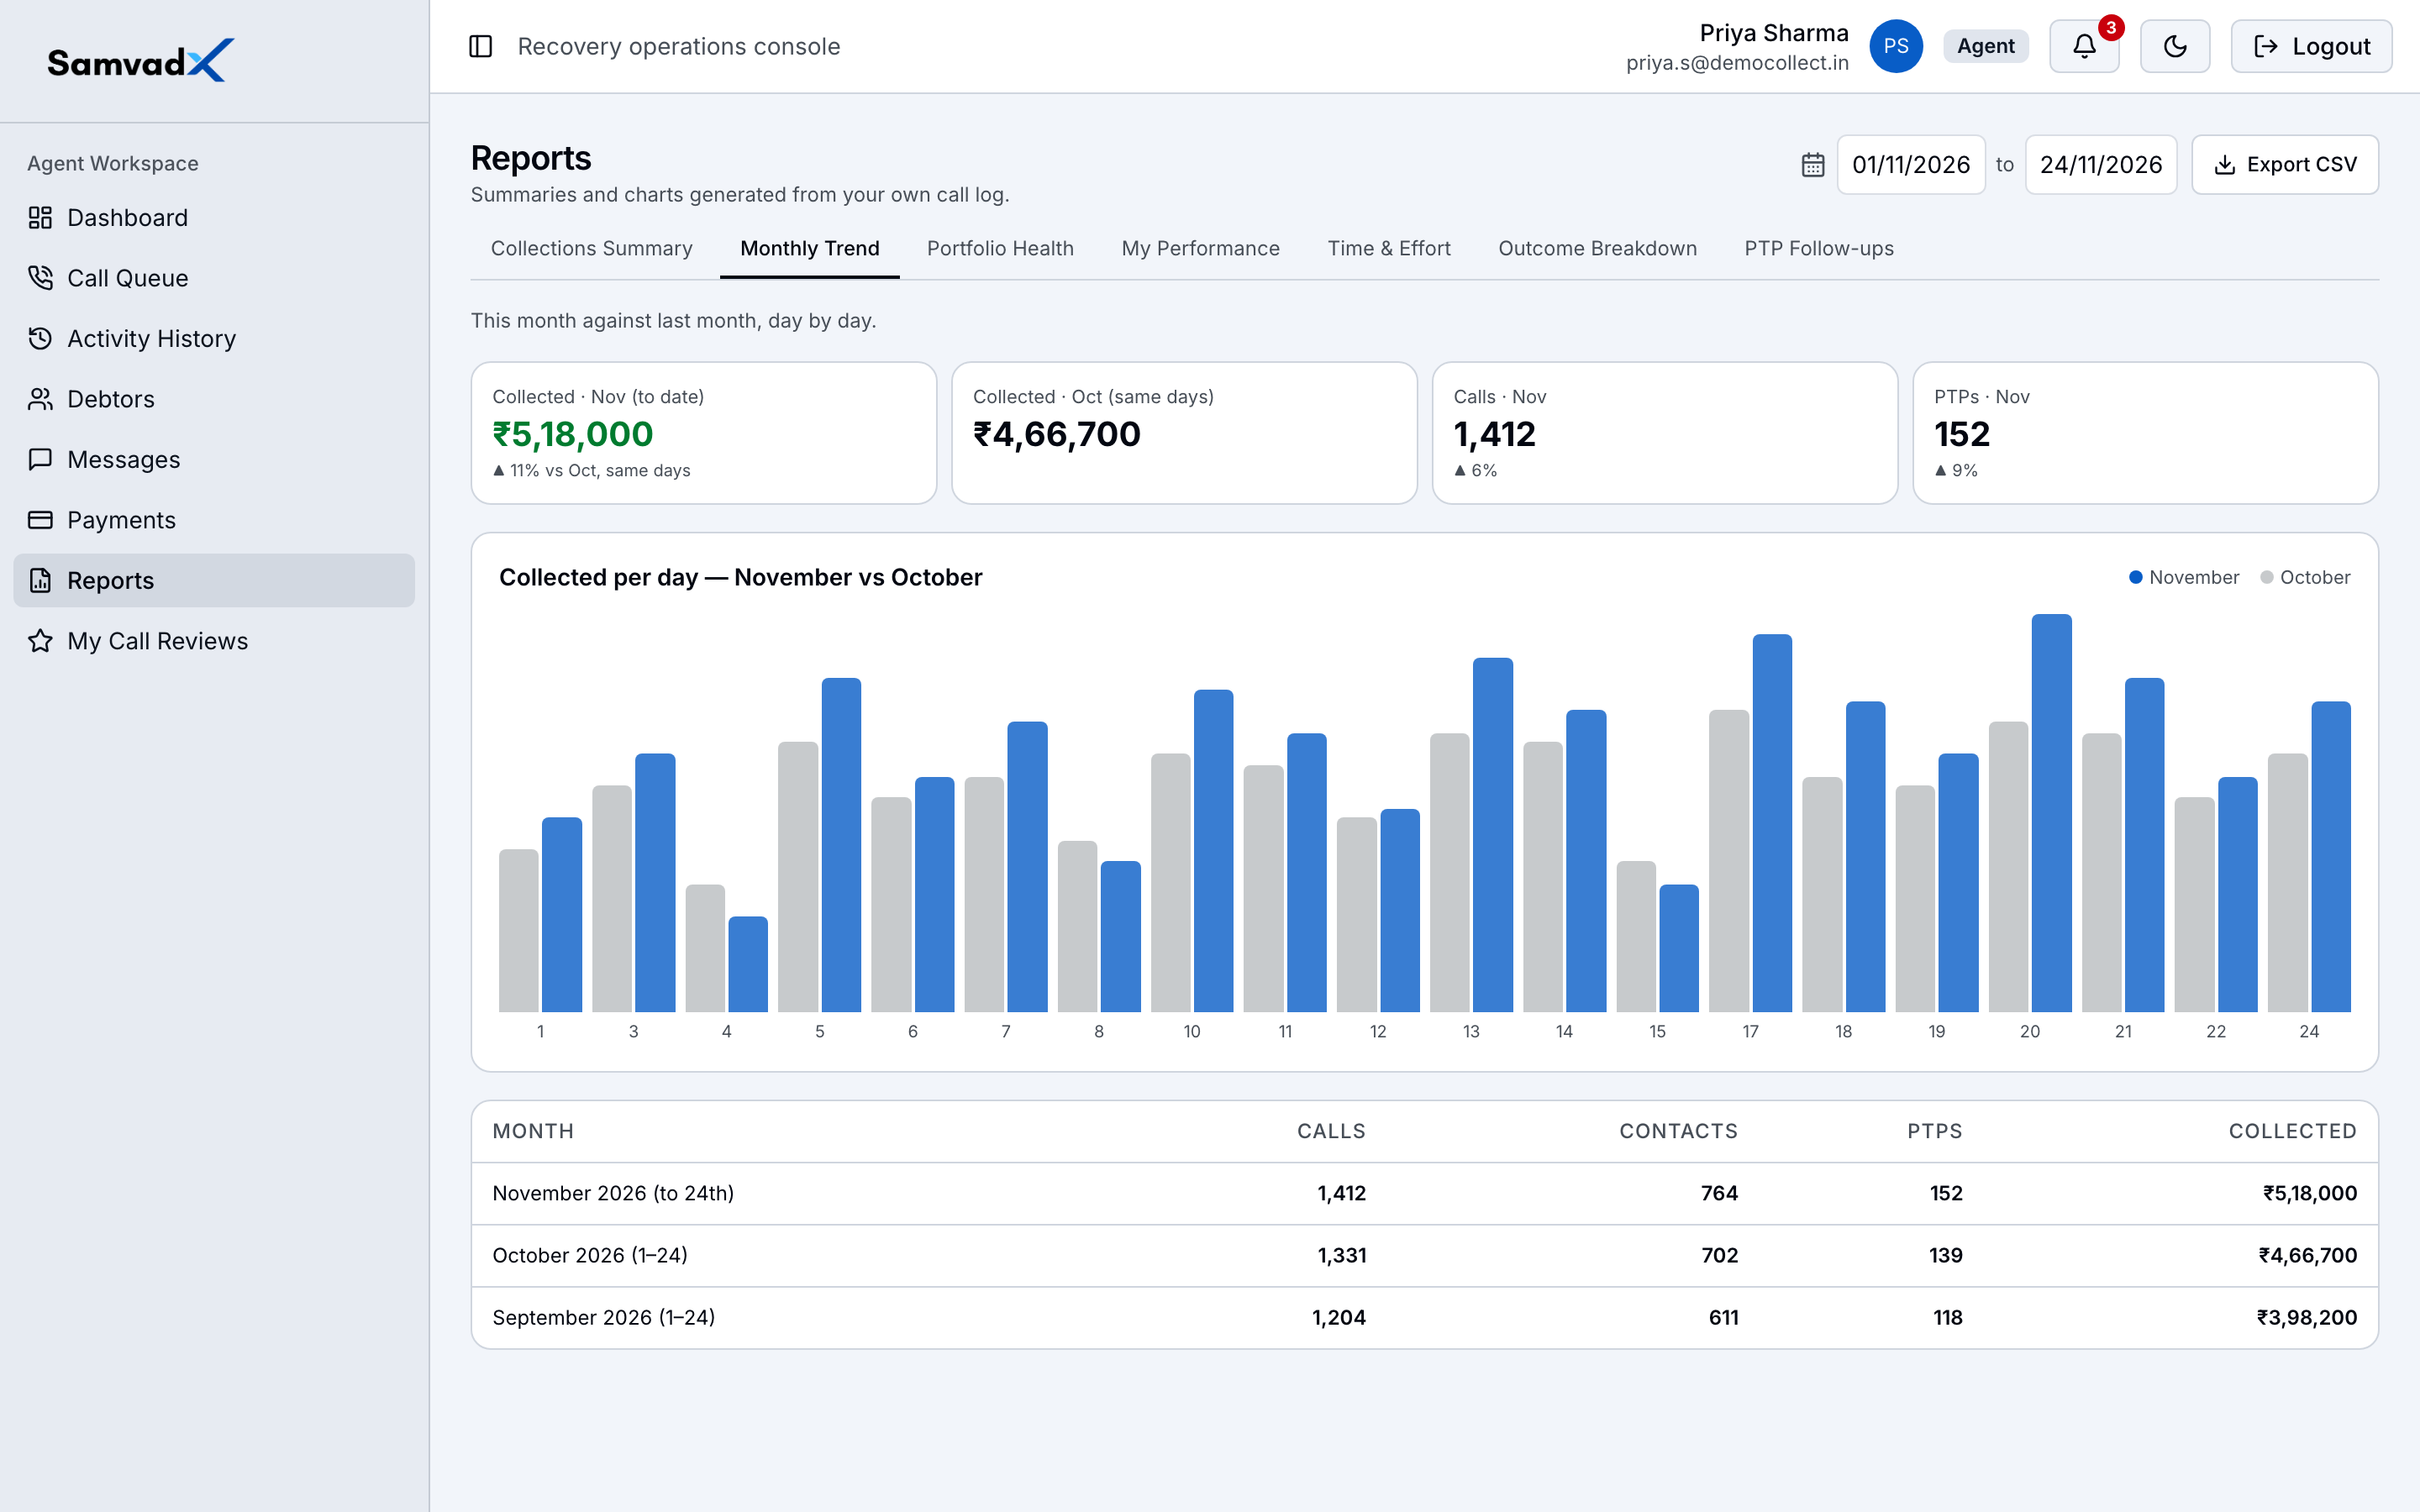 SamvadX
Recovery operations console
Priya Sharma
priya.s@democollect.in
PS
Agent
3
Logout
Agent Workspace
Dashboard
Call Queue
Activity History
Debtors
Messages
Payments
Reports
My Call Reviews
Reports
Summaries and charts generated from your own call log.
01/11/2026 to 24/11/2026
Export CSV
Collections Summary Monthly Trend Portfolio Health My Performance Time & Effort Outcome Breakdown PTP Follow-ups
This month against last month, day by day.
Collected · Nov (to date)
₹5,18,000
▲ 11% vs Oct, same days
Collected · Oct (same days)
₹4,66,700
Calls · Nov
1,412
▲ 6%
PTPs · Nov
152
▲ 9%
Collected per day — November vs October
November October
1 3 4 5 6 7 8 10 11 12 13 14 15 17 18 19 20 21 22 24
MONTH CALLS CONTACTS PTPS COLLECTED
November 2026 (to 24th) 1,412 764 152 ₹5,18,000
October 2026 (1–24) 1,331 702 139 ₹4,66,700
September 2026 (1–24) 1,204 611 118 ₹3,98,200